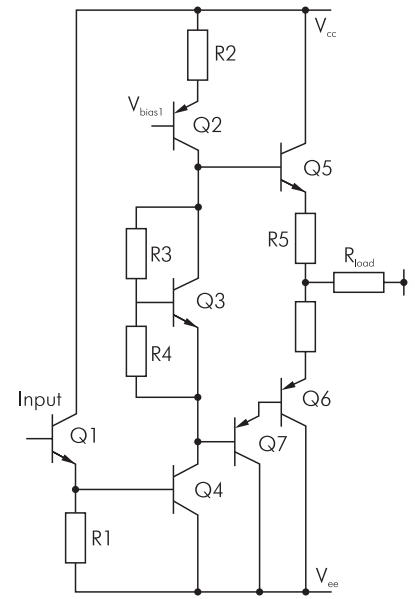 Vcc
R2
Vbias1
Q2
Q5
R3
R5
Rload
Q3
R4
Input
Q6
Q1
Q7
Q4
R1
Vee